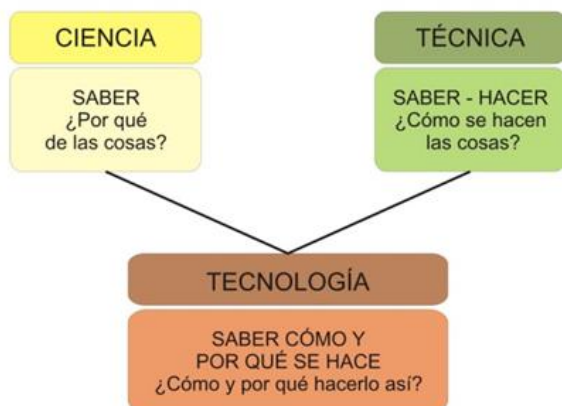 CIENCIA
SABER
¿Por qué
de las cosas?
TÉCNICA
SABER - HACER
¿Cómo se hacen
las cosas?
TECNOLOGÍA
SABER CÓMO Y
POR QUÉ SE HACE
¿Cómo y por qué hacerlo así?